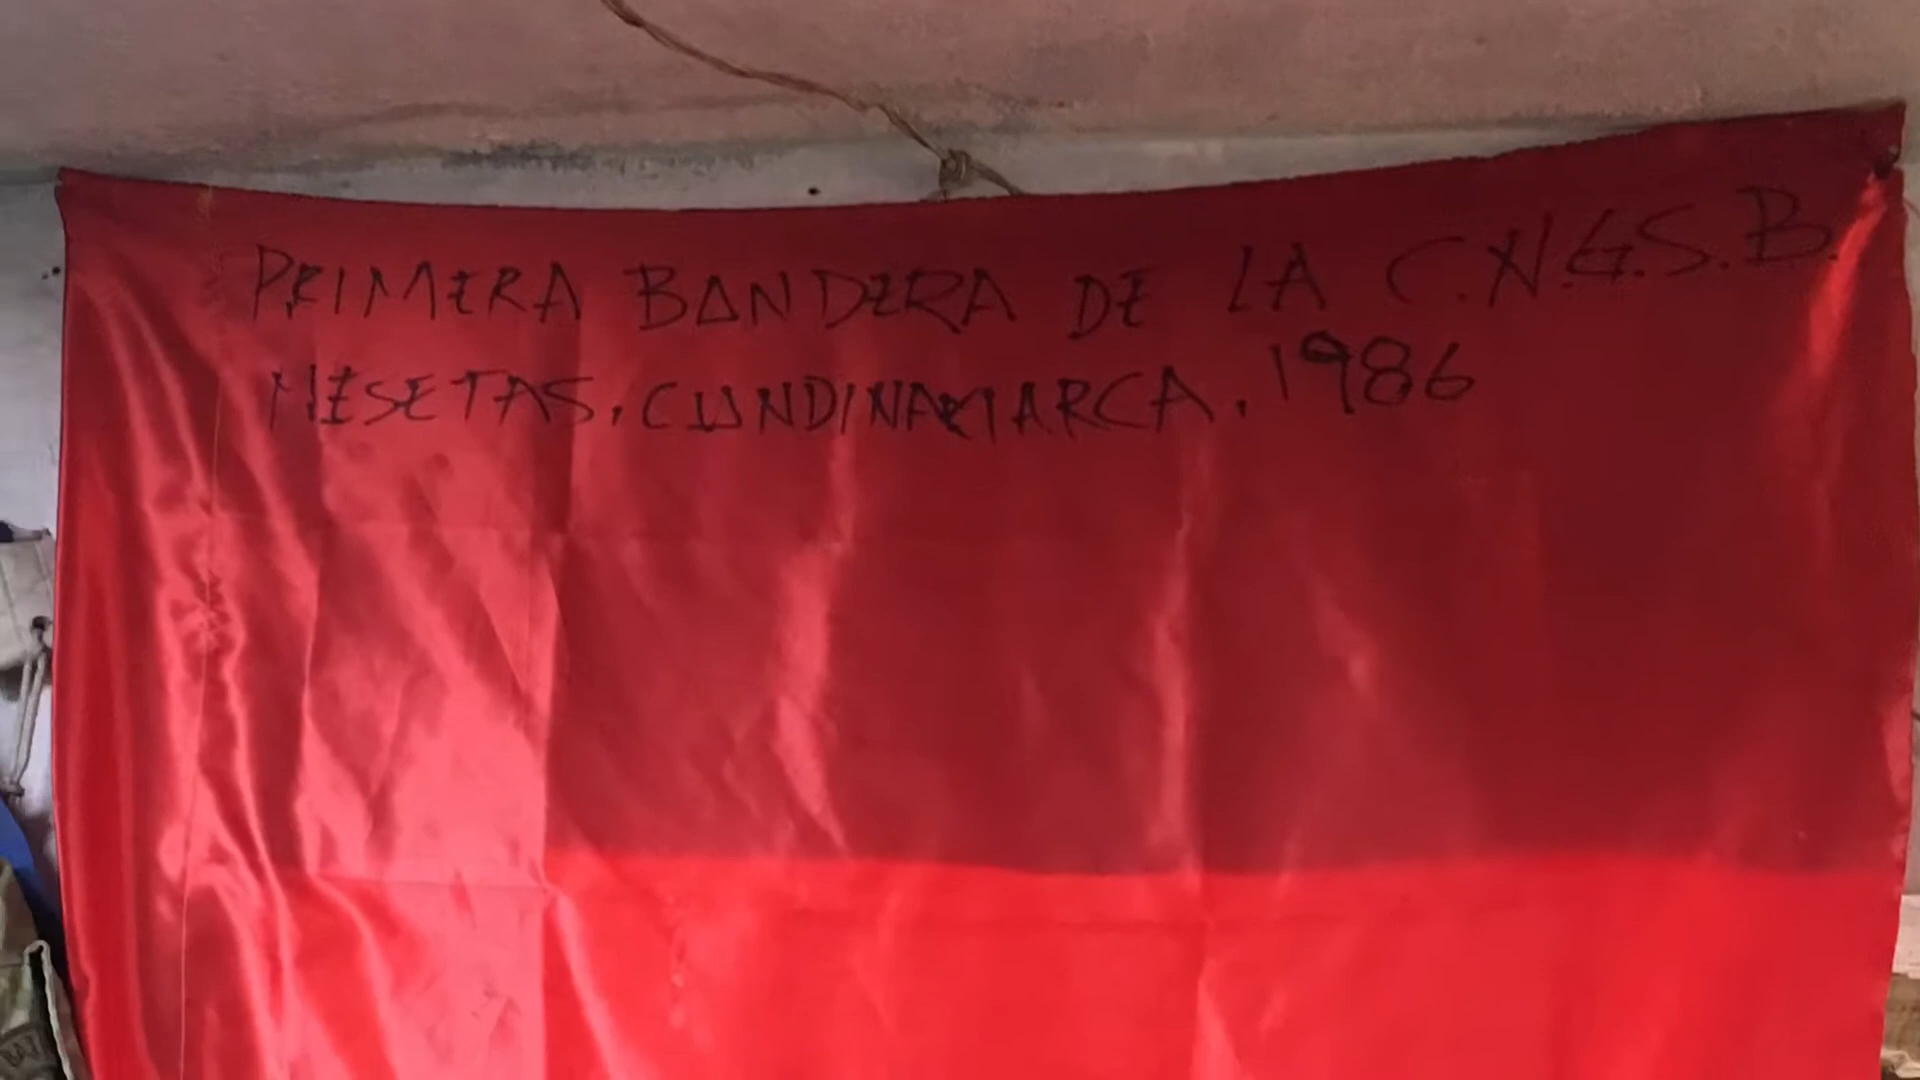 PRIMERA BANDERA DE LA C.N.G.S.B.
MESETAS. CUNDINAMARCA. 1986